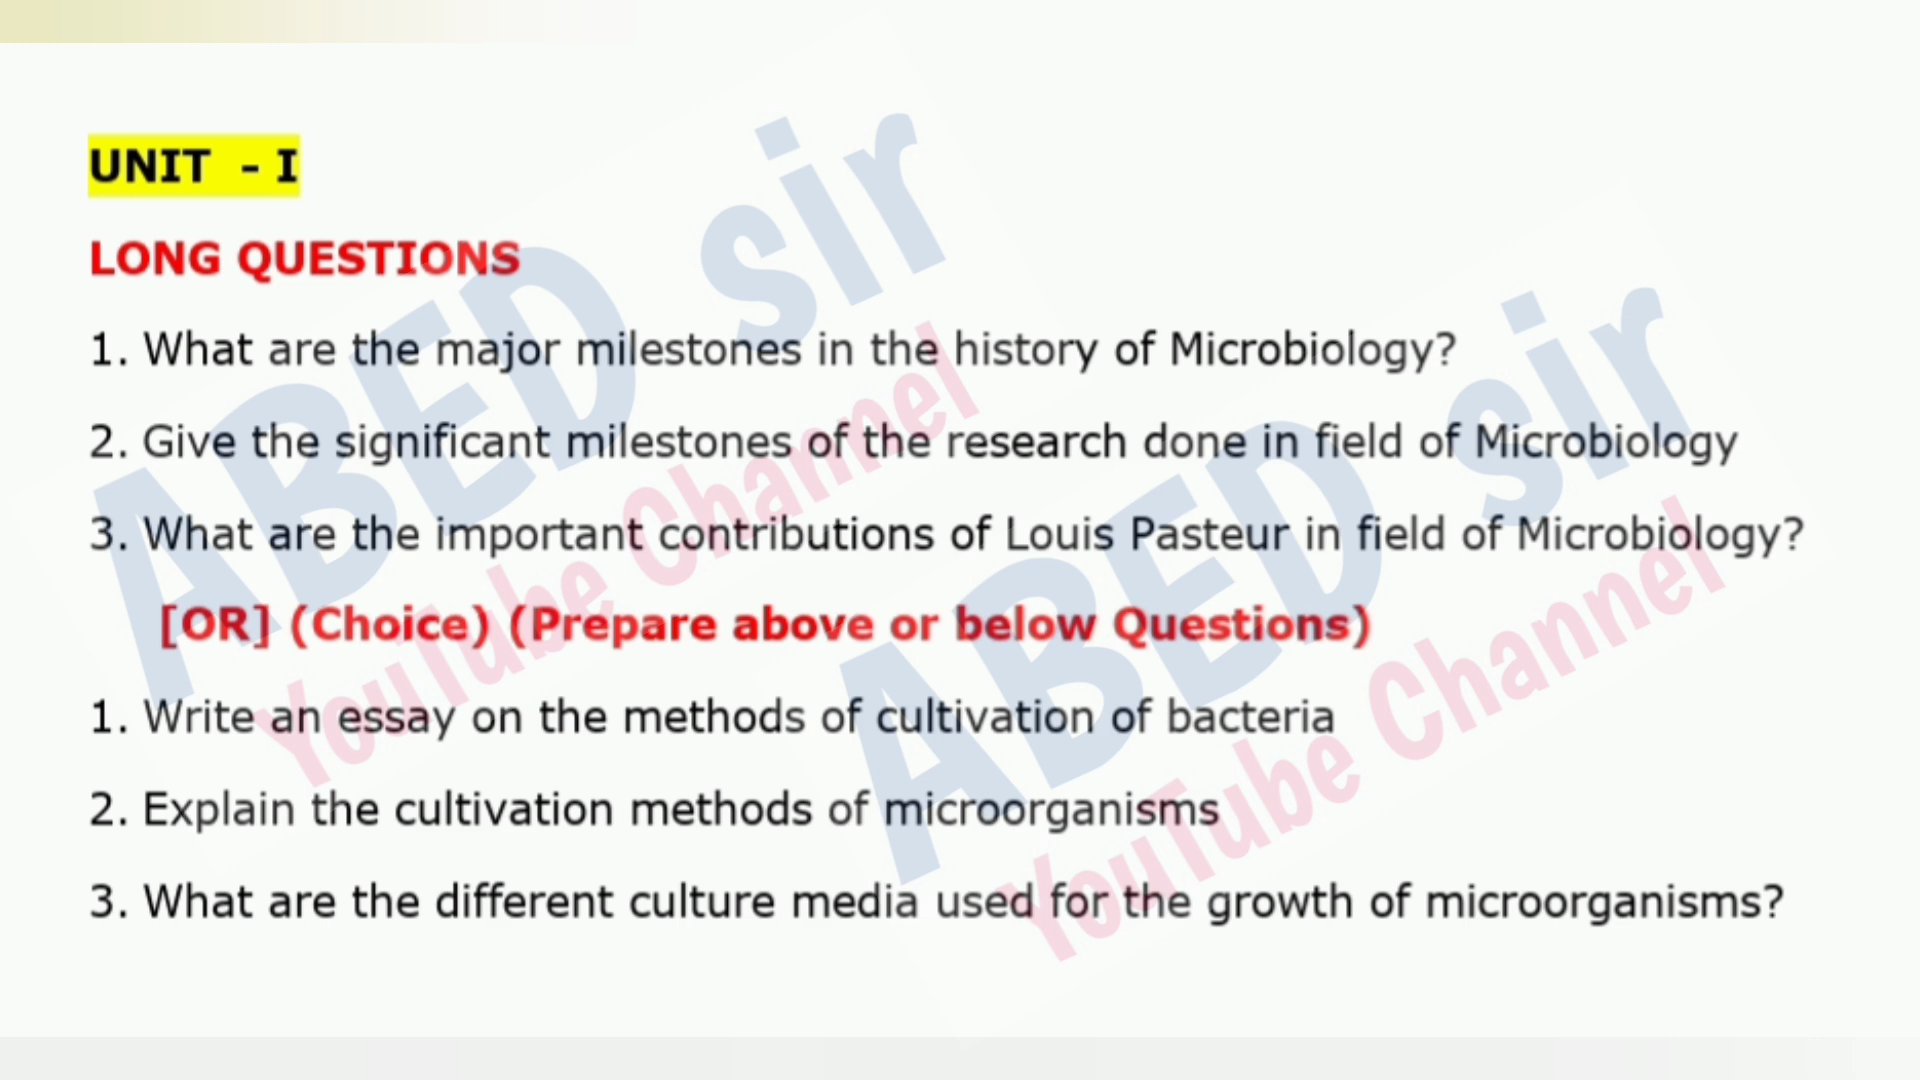 UNIT - I
LONG QUESTIONS
1. What are the major milestones in the history of Microbiology?
2. Give the significant milestones of the research done in field of Microbiology
3. What are the important contributions of Louis Pasteur in field of Microbiology?
[OR] (Choice) (Prepare above or below Questions)
1. Write an essay on the methods of cultivation of bacteria
2. Explain the cultivation methods of microorganisms
3. What are the different culture media used for the growth of microorganisms?
ABED sir
YouTube Channel
ABED sir
YouTube Channel